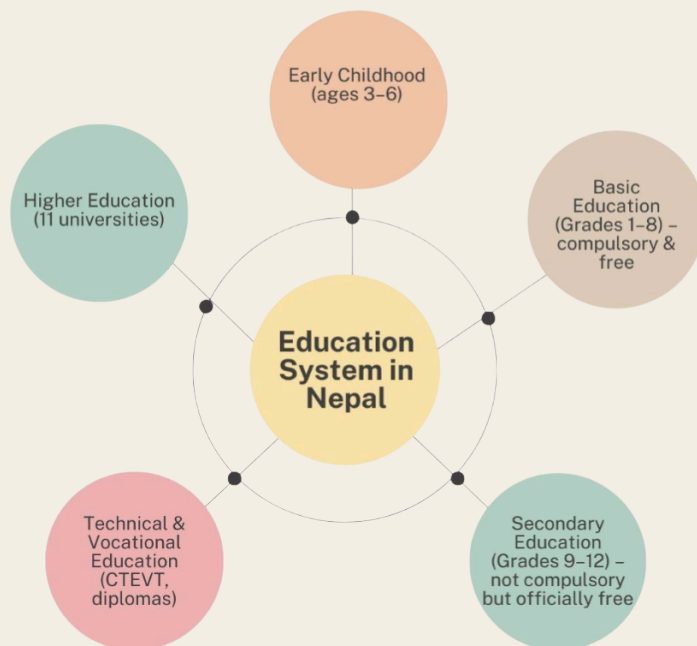 Early Childhood
(ages 3–6)
Higher Education
(11 universities)
Basic
Education
(Grades 1–8) –
compulsory &
free
Education
System in
Nepal
Technical &
Vocational
Education
(CTEVT,
diplomas)
Secondary
Education
(Grades 9–12) –
not compulsory
but officially free